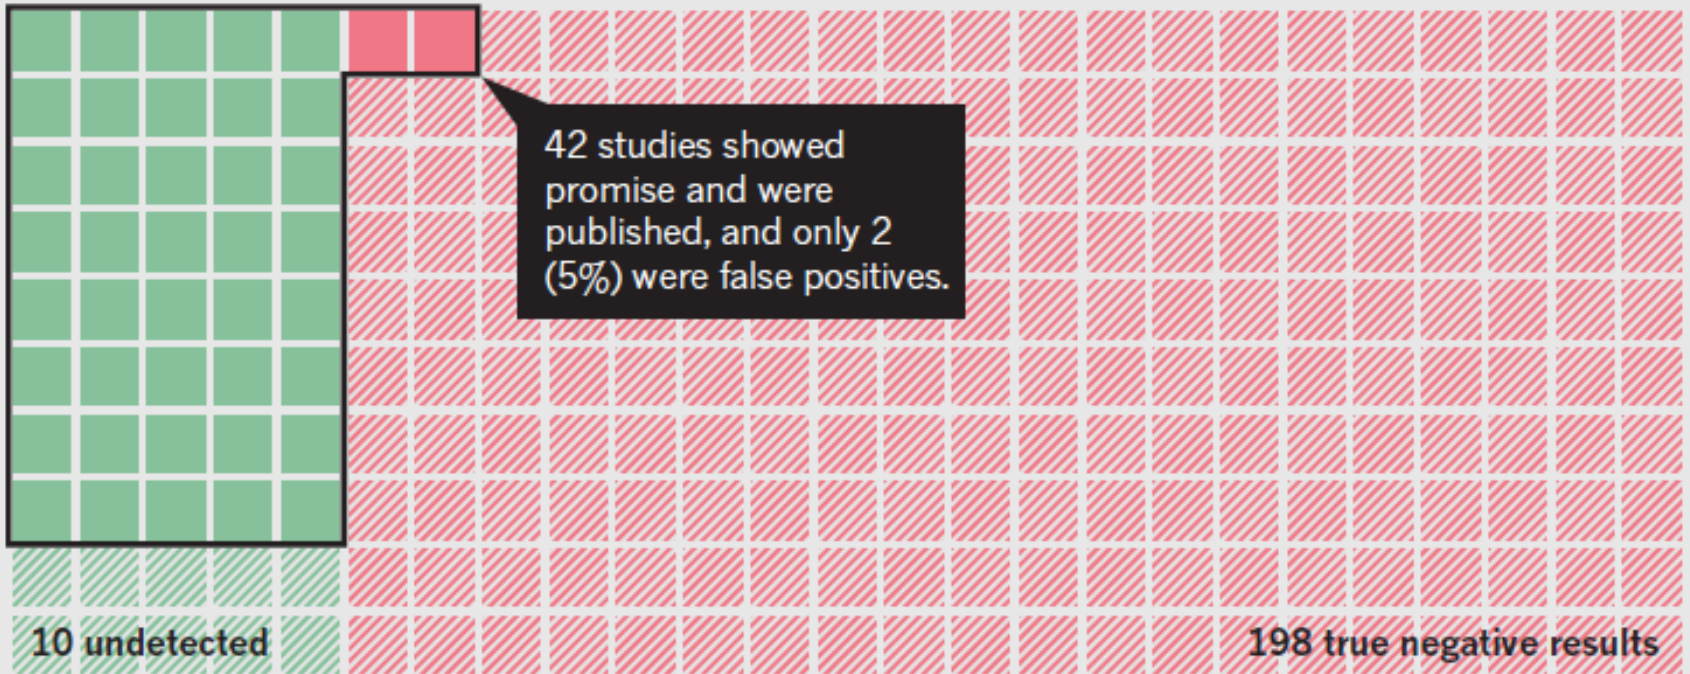 42 studies showed
promise and were
published, and only 2
(5%) were false positives.
10 undetected
198 true negative results